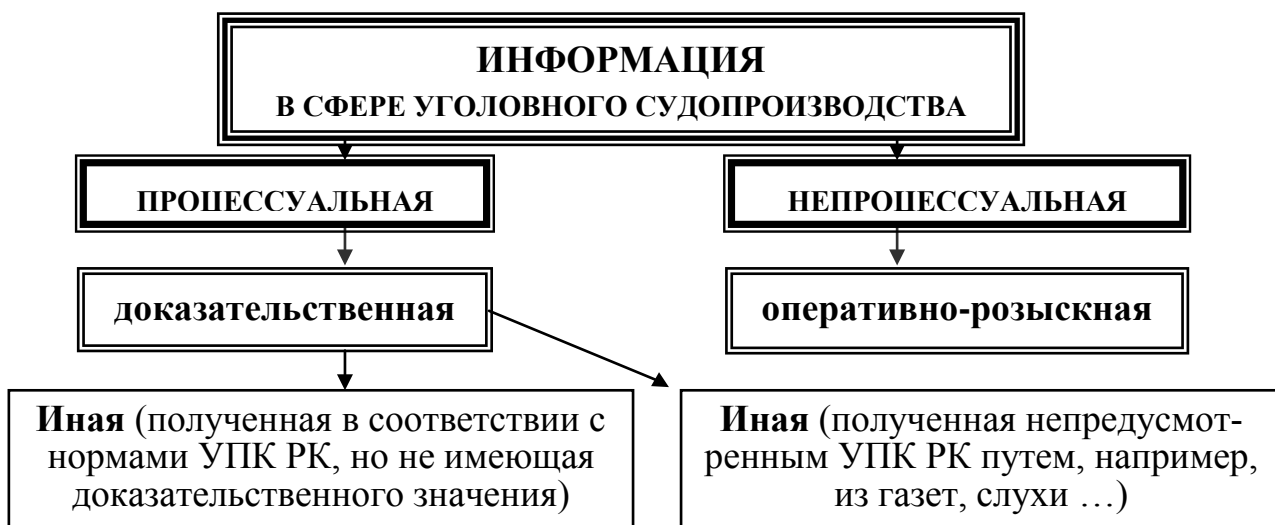 ИНФОРМАЦИЯ
В СФЕРЕ УГОЛОВНОГО СУДОПРОИЗВОДСТВА
ПРОЦЕССУАЛЬНАЯ
НЕПРОЦЕССУАЛЬНАЯ
доказательственная
оперативно-розыскная
Иная (полученная в соответствии с
нормами УПК РК, но не имеющая
доказательственного значения)
Иная (полученная непредусмот-
ренным УПК РК путем, например,
из газет, слухи …)